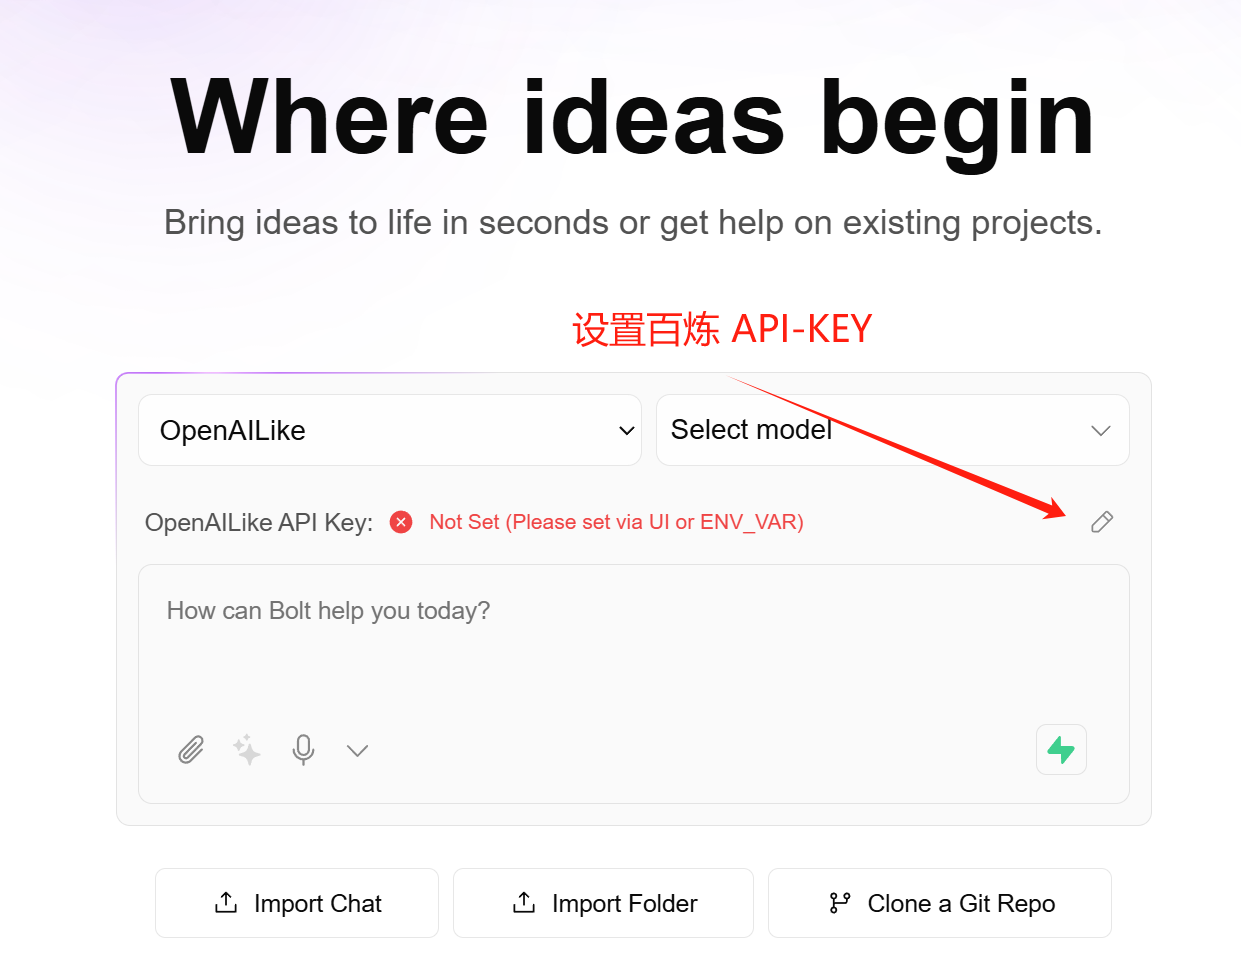 Where ideas begin
Bring ideas to life in seconds or get help on existing projects.
设置百炼 API-KEY
OpenAILike
Select model
OpenAILike API Key:
Not Set (Please set via UI or ENV_VAR)
How can Bolt help you today?
Import Chat
Import Folder
Clone a Git Repo